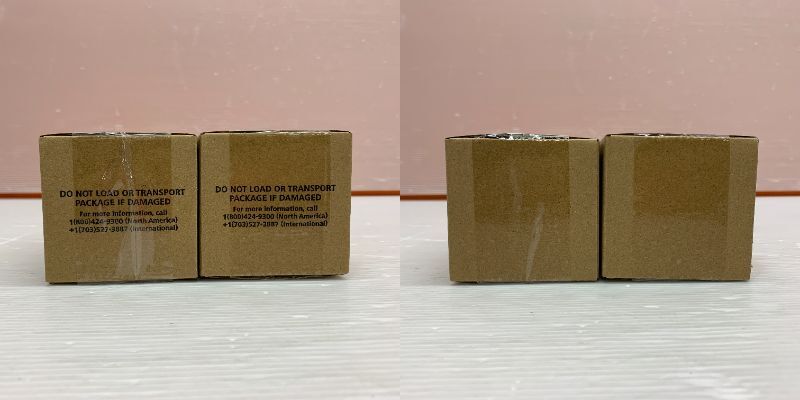 DO NOT LOAD OR TRANSPORT
PACKAGE IF DAMAGED
For more information, call
1(800)424-9300 (North America)
+1(703)527-3887 (International)
DO NOT LOAD OR TRANSPORT
PACKAGE IF DAMAGED
For more information, call
1(800)424-9300 (North America)
+1(703)527-3887 (International)